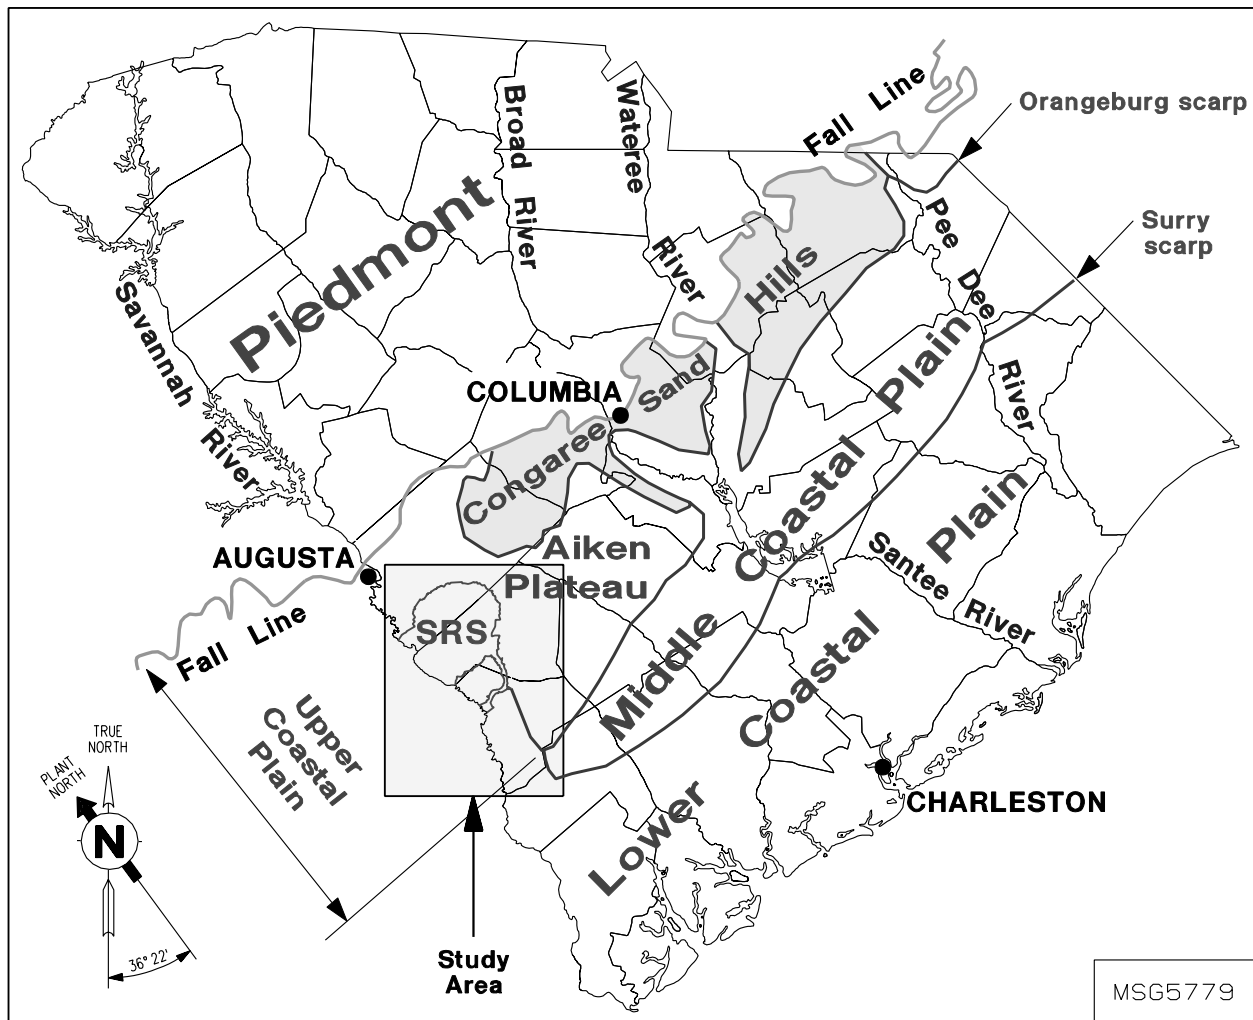 Fall Line
Orangeburg scarp
Surry
scarp
Broad River
Wateree River
Pee Dee River
Piedmont
Savannah River
Sand Hills
COLUMBIA
Congaree
AUGUSTA
Aiken
Plateau
SRS
Fall Line
Upper
Coastal
Plain
Middle Coastal Plain
Lower Coastal Plain
Santee River
CHARLESTON
TRUE
NORTH
PLANT
NORTH
N
36° 22'
Study
Area
MSG5779